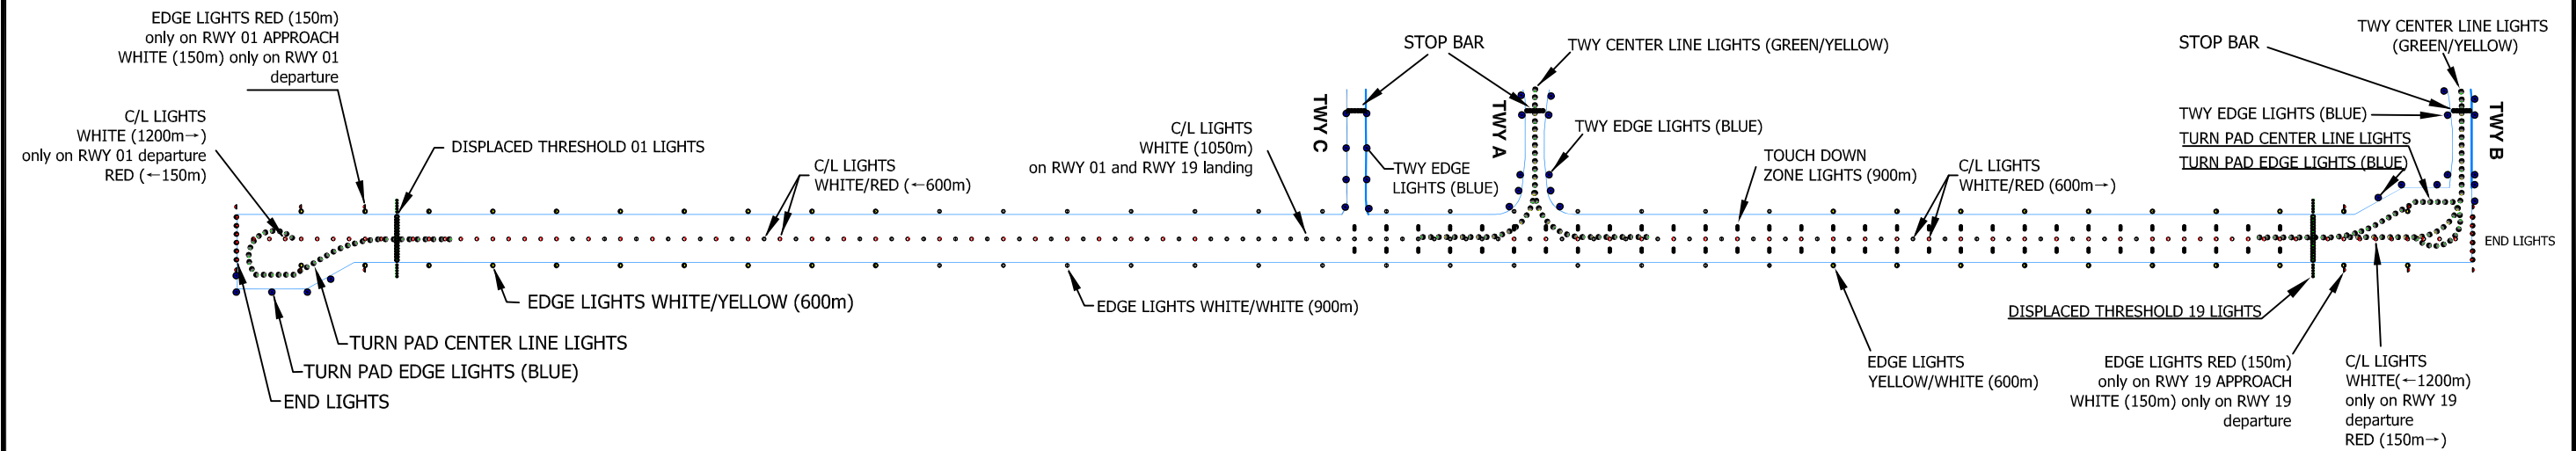 EDGE LIGHTS RED (150m)
only on RWY 01 APPROACH
WHITE (150m) only on RWY 01
departure
C/L LIGHTS
WHITE (1200m→)
only on RWY 01 departure
RED (←150m)
DISPLACED THRESHOLD 01 LIGHTS
C/L LIGHTS
WHITE/RED (←600m)
C/L LIGHTS
WHITE (1050m)
on RWY 01 and RWY 19 landing
TWY C
STOP BAR
TWY EDGE
LIGHTS (BLUE)
TWY A
TWY CENTER LINE LIGHTS (GREEN/YELLOW)
TWY EDGE LIGHTS (BLUE)
TOUCH DOWN
ZONE LIGHTS (900m)
C/L LIGHTS
WHITE/RED (600m→)
STOP BAR
TWY CENTER LINE LIGHTS
(GREEN/YELLOW)
TWY EDGE LIGHTS (BLUE)
TURN PAD CENTER LINE LIGHTS
TURN PAD EDGE LIGHTS (BLUE)
TWY B
END LIGHTS
EDGE LIGHTS WHITE/YELLOW (600m)
TURN PAD CENTER LINE LIGHTS
TURN PAD EDGE LIGHTS (BLUE)
END LIGHTS
EDGE LIGHTS WHITE/WHITE (900m)
EDGE LIGHTS
YELLOW/WHITE (600m)
DISPLACED THRESHOLD 19 LIGHTS
EDGE LIGHTS RED (150m)
only on RWY 19 APPROACH
WHITE (150m) only on RWY 19
departure
C/L LIGHTS
WHITE(←1200m)
only on RWY 19
departure
RED (150m→)